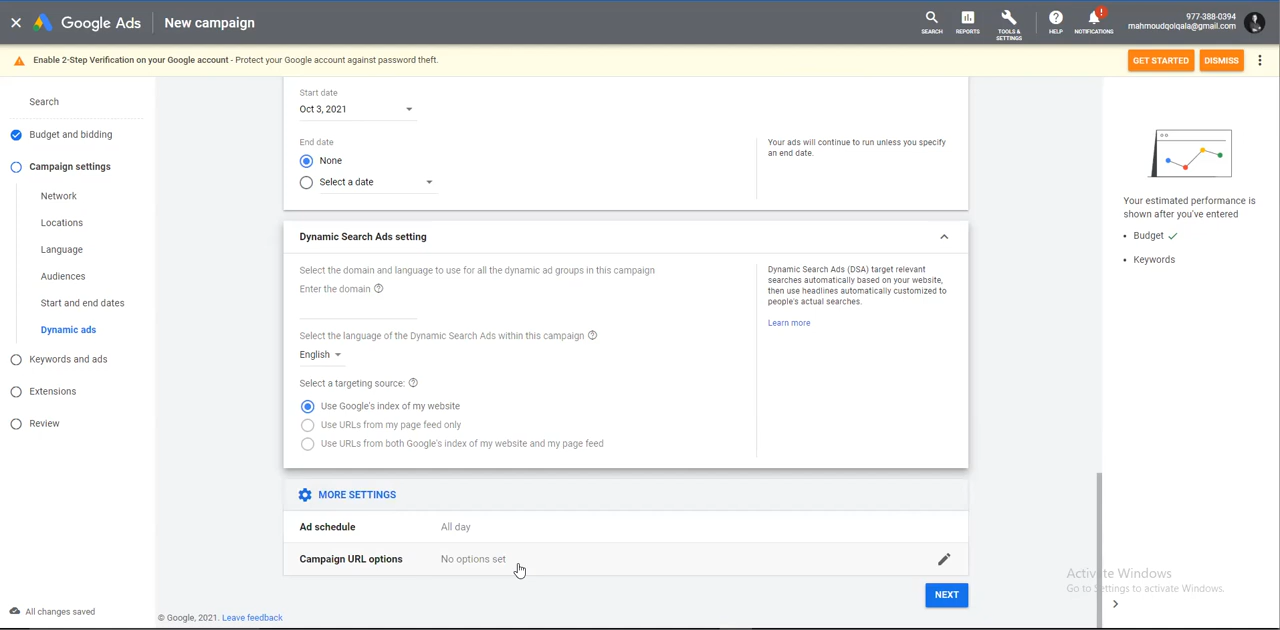 Google Ads
New campaign
SEARCH
REPORTS
TOOLS &
SETTINGS
HELP
!
NOTIFICATIONS
977-388-0394
mahmoudqoiqala@gmail.com
Enable 2-Step Verification on your Google account - Protect your Google account against password theft.
GET STARTED
DISMISS
Search
Budget and bidding
Campaign settings
Network
Locations
Language
Audiences
Start and end dates
Dynamic ads
Keywords and ads
Extensions
Review
All changes saved
Start date
Oct 3, 2021
End date
None
Select a date
Your ads will continue to run unless you specify
an end date.
Dynamic Search Ads setting
Select the domain and language to use for all the dynamic ad groups in this campaign
Enter the domain
Select the language of the Dynamic Search Ads within this campaign
English
Select a targeting source:
Use Google's index of my website
Use URLs from my page feed only
Use URLs from both Google's index of my website and my page feed
Dynamic Search Ads (DSA) target relevant
searches automatically based on your website,
then use headlines automatically customized to
people's actual searches.
Learn more
MORE SETTINGS
Ad schedule All day
Campaign URL options No options set
NEXT
© Google, 2021. Leave feedback
Your estimated performance is
shown after you've entered
• Budget
• Keywords
Activate Windows
Go to Settings to activate Windows.